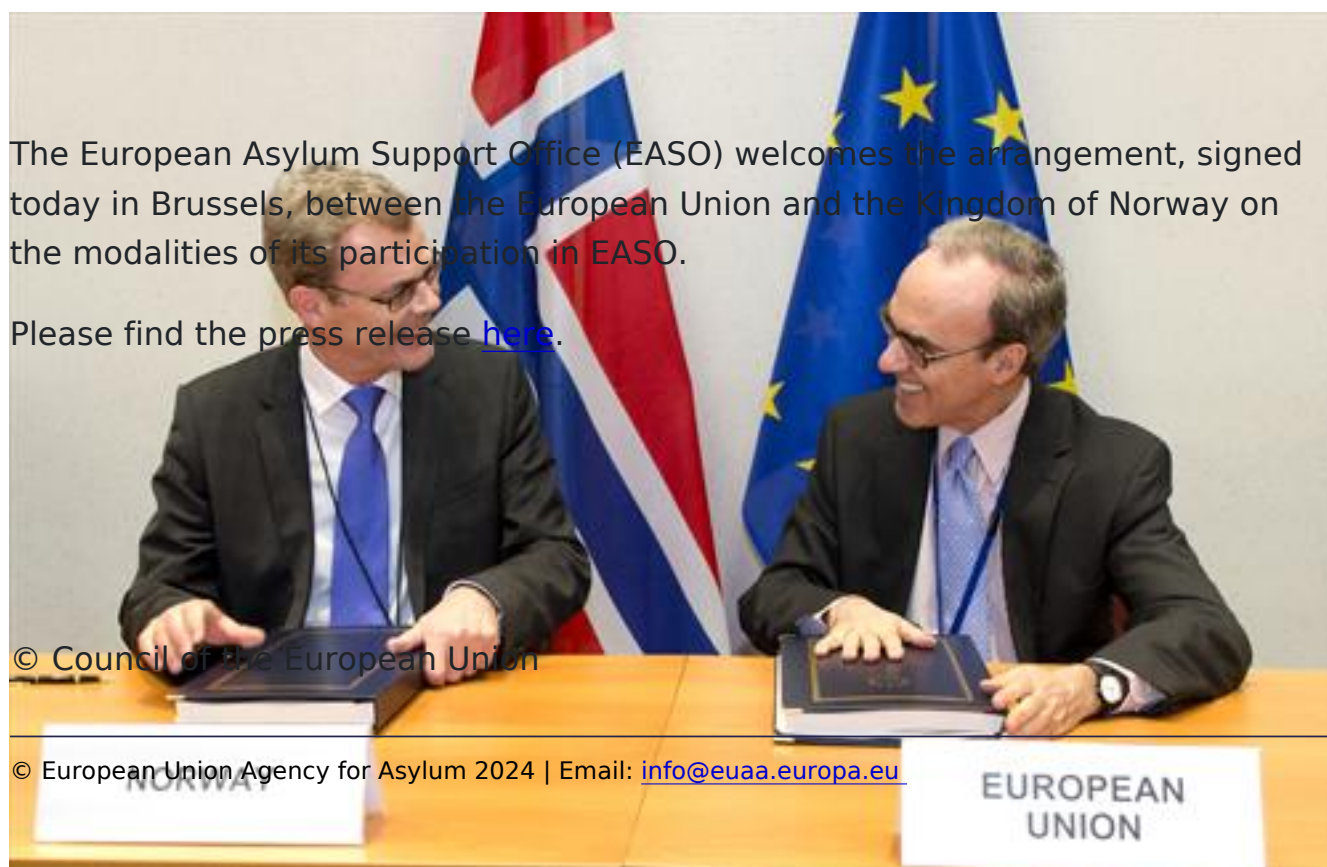 The European Asylum Support Office (EASO) welcomes the arrangement, signed
today in Brussels, between the European Union and the Kingdom of Norway on
the modalities of its participation in EASO.
Please find the press release here.
© Council of the European Union
© European Union Agency for Asylum 2024 | Email: info@euaa.europa.eu
NORWAY
EUROPEAN
UNION